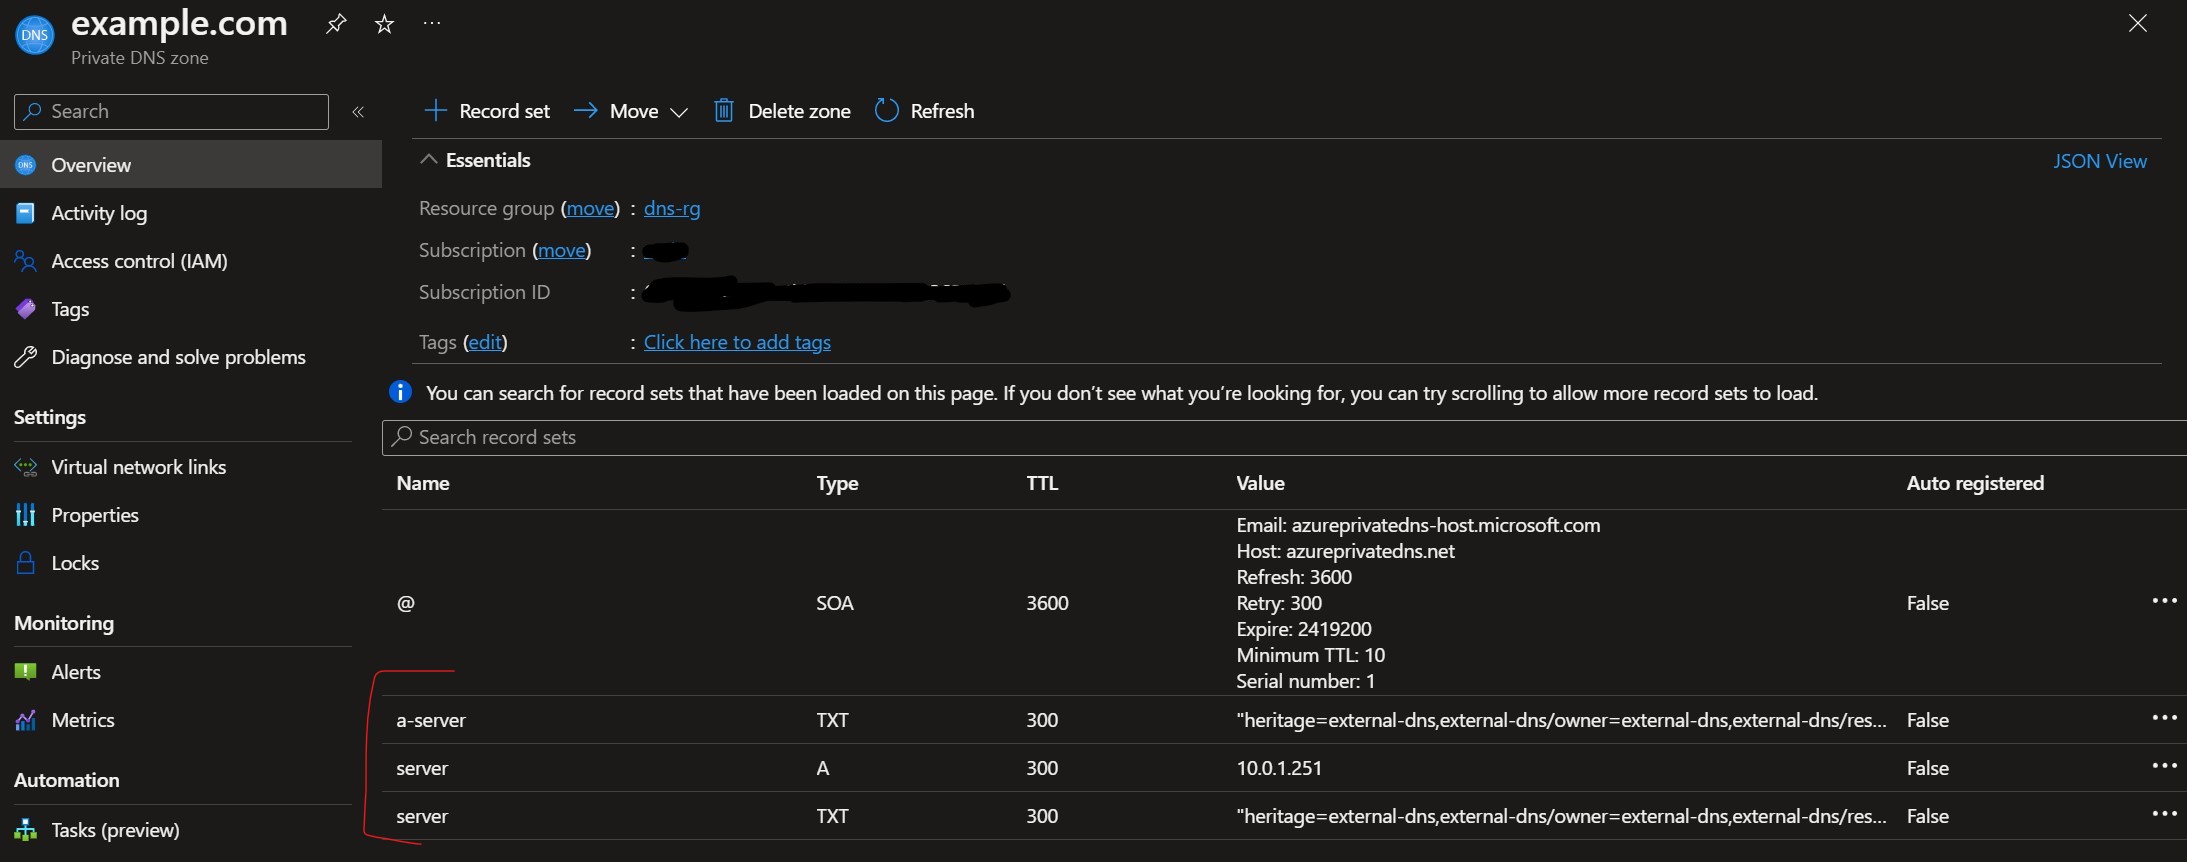 DNS example.com ...
Private DNS zone
Search «
Record set Move Delete zone Refresh
Overview
Activity log
Access control (IAM)
Tags
Diagnose and solve problems
Settings
Virtual network links
Properties
Locks
Monitoring
Alerts
Metrics
Automation
Tasks (preview)
Essentials JSON View
Resource group (move) : dns-rg
Subscription (move) :
Subscription ID :
Tags (edit) : Click here to add tags
You can search for record sets that have been loaded on this page. If you don’t see what you’re looking for, you can try scrolling to allow more record sets to load.
Search record sets
Name Type TTL Value Auto registered
Email: azureprivatedns-host.microsoft.com
Host: azureprivatedns.net
Refresh: 3600
@ SOA 3600 Retry: 300 False ...
Expire: 2419200
Minimum TTL: 10
Serial number: 1
a-server TXT 300 "heritage=external-dns,external-dns/owner=external-dns,external-dns/res... False ...
server A 300 10.0.1.251 False ...
server TXT 300 "heritage=external-dns,external-dns/owner=external-dns,external-dns/res... False ...